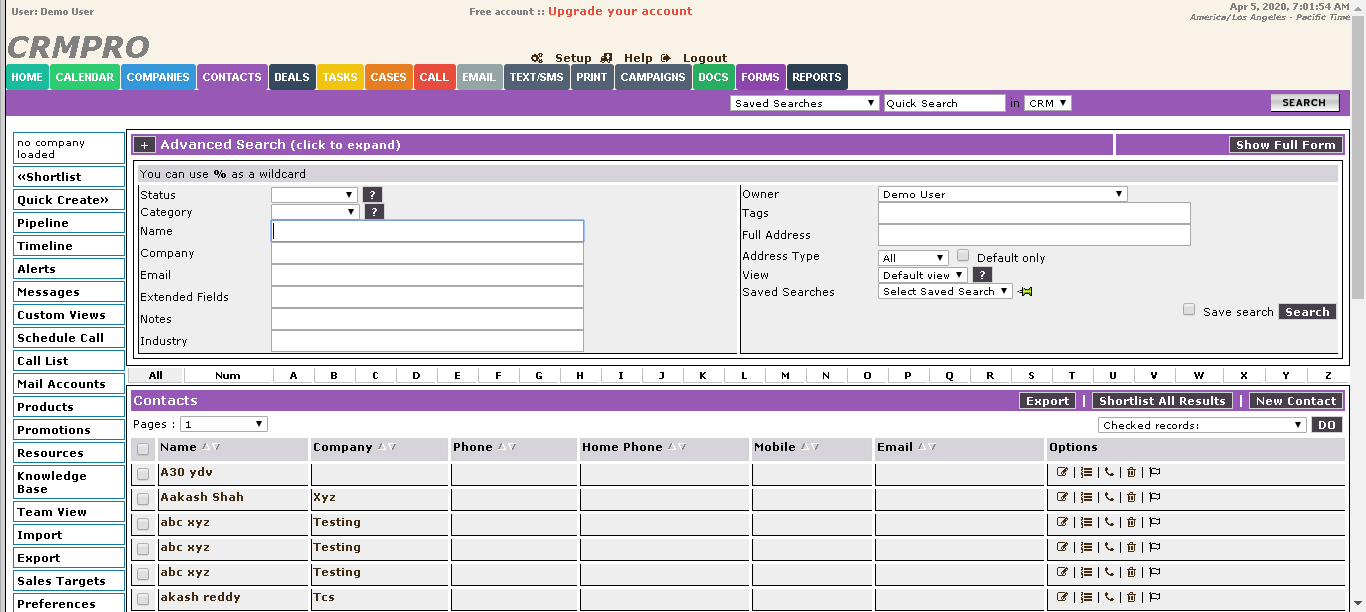 User: Demo User
Free account :: Upgrade your account
Apr 5, 2020, 7:01:54 AM
America/Los Angeles - Pacific Time
CRMPRO
Setup Help Logout
HOME CALENDAR COMPANIES CONTACTS DEALS TASKS CASES CALL EMAIL TEXT/SMS PRINT CAMPAIGNS DOCS FORMS REPORTS
Saved Searches Quick Search in CRM SEARCH
no company
loaded
«Shortlist
Quick Create»
Pipeline
Timeline
Alerts
Messages
Custom Views
Schedule Call
Call List
Mail Accounts
Products
Promotions
Resources
Knowledge
Base
Team View
Import
Export
Sales Targets
Preferences
+ Advanced Search (click to expand) Show Full Form
You can use % as a wildcard
Status ?
Category ?
Name
Company
Email
Extended Fields
Notes
Industry
Owner Demo User
Tags
Full Address
Address Type All Default only
View Default view ?
Saved Searches Select Saved Search
Save search Search
All Num A B C D E F G H I J K L M N O P Q R S T U V W X Y Z
Contacts Export | Shortlist All Results | New Contact
Pages : 1 Checked records: DO
Name Company Phone Home Phone Mobile Email Options
A30 ydv
Aakash Shah Xyz
abc xyz Testing
abc xyz Testing
abc xyz Testing
akash reddy Tcs